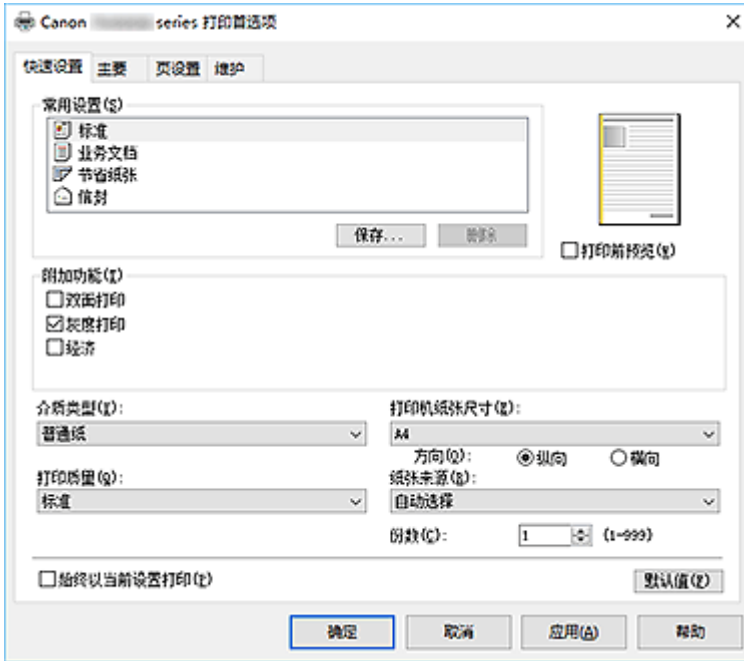 Canon series 打印首选项
快速设置 主要 页设置 维护
常用设置(S)
标准
业务文档
节省纸张
信封
保存... 删除
打印前预览(W)
附加功能(I)
双面打印
灰度打印
经济
介质类型(Y): 打印机纸张尺寸(Z):
普通纸 A4
方向(O): 纵向 横向
打印质量(Q): 纸张来源(B):
标准 自动选择
份数(C): 1 (1-999)
始终以当前设置打印(P) 默认值(F)
确定 取消 应用(A) 帮助